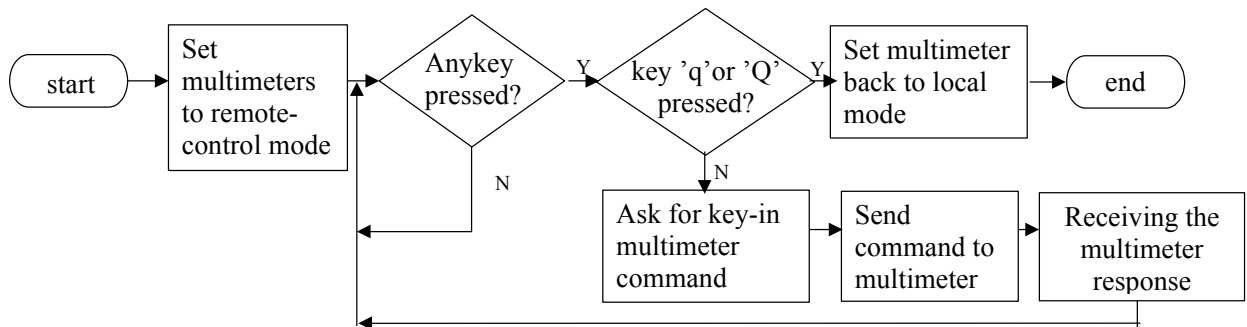 start
Set
multimeters
to remote-
control mode
Anykey
pressed?
Y
N
key ’q’or ’Q’
pressed?
Y
N
Set multimeter
back to local
mode
end
Ask for key-in
multimeter
command
Send
command to
multimeter
Receiving the
multimeter
response